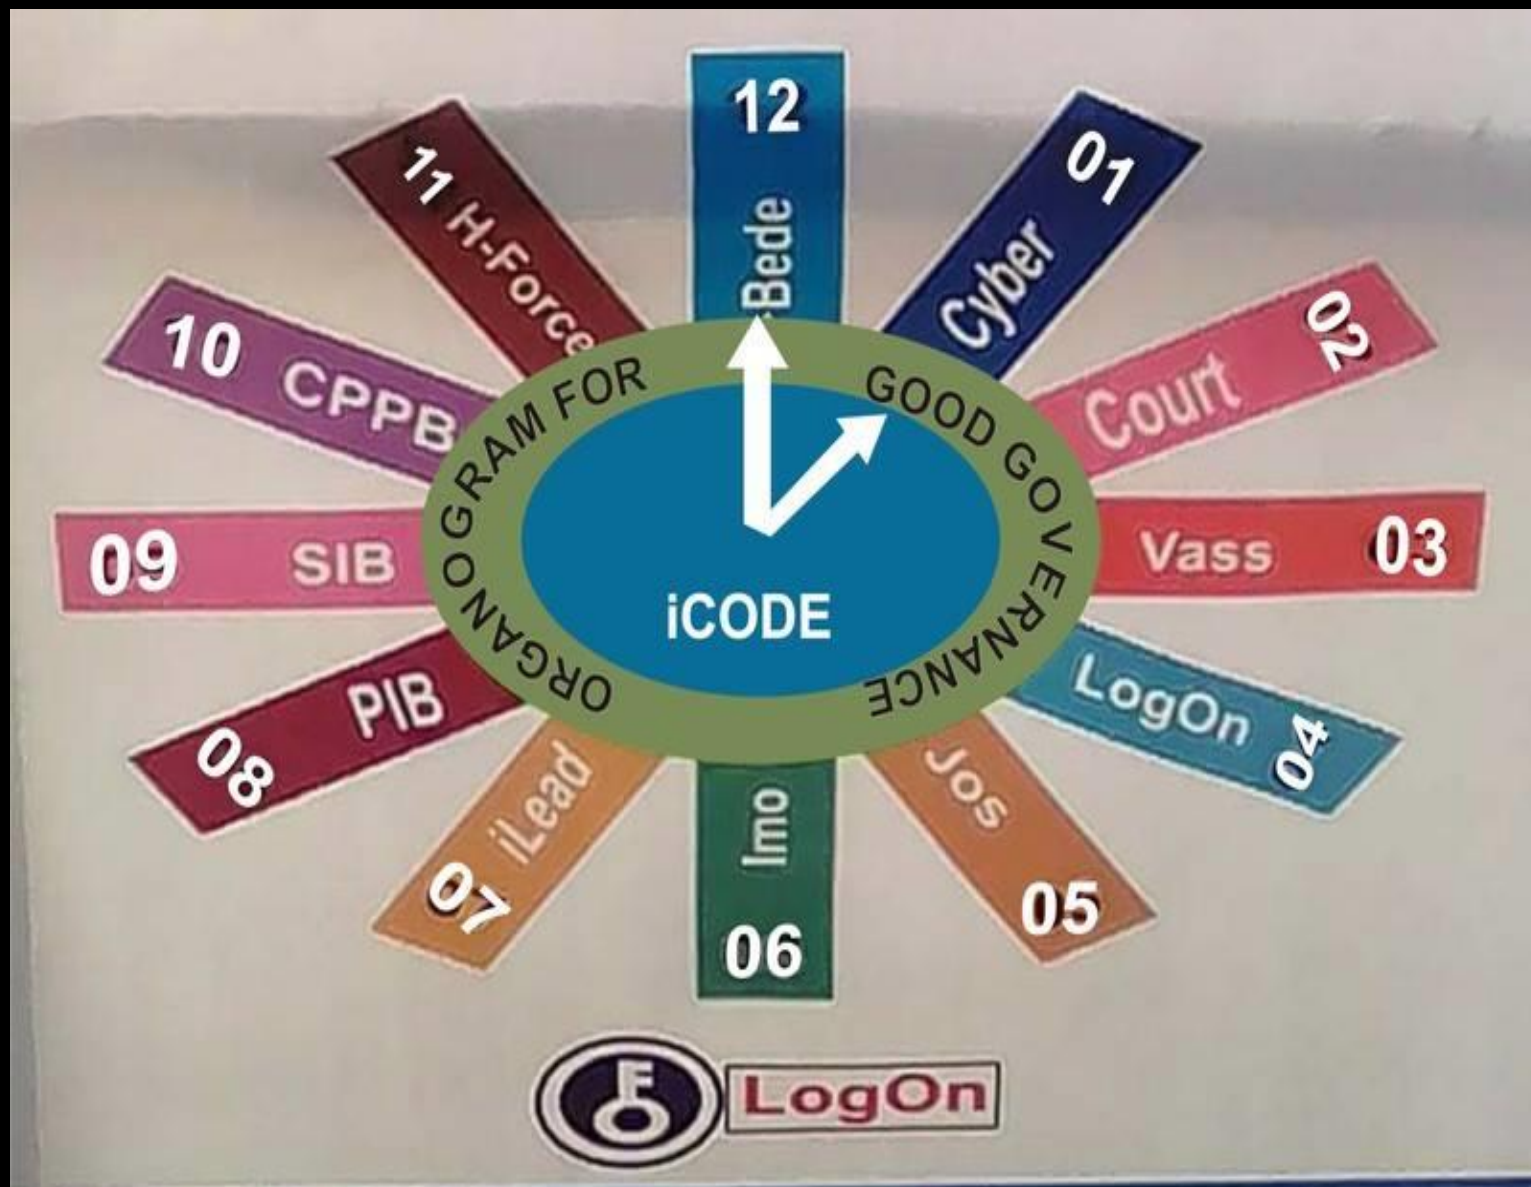 12
-Bede
01
Cyber
02
Court
03
Vass
04
LogOn
05
Jos
06
Imo
07
iLead
08
PIB
09
SIB
10
CPPB
11
H-Force
ORGANOGRAM FOR
GOOD GOVERNANCE
iCODE
LogOn